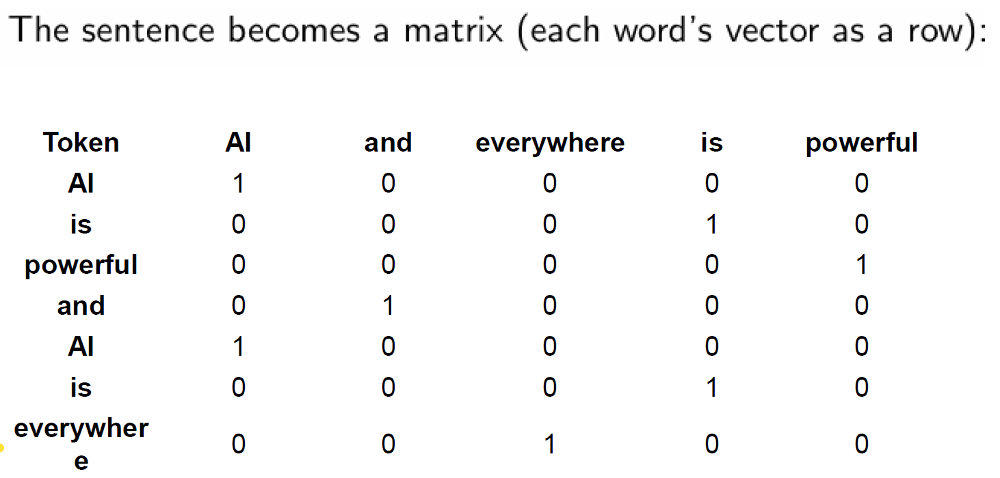 The sentence becomes a matrix (each word's vector as a row):
Token AI and everywhere is powerful
AI 1 0 0 0 0
is 0 0 0 1 0
powerful 0 0 0 0 1
and 0 1 0 0 0
AI 1 0 0 0 0
is 0 0 0 1 0
everywher
e 0 0 1 0 0